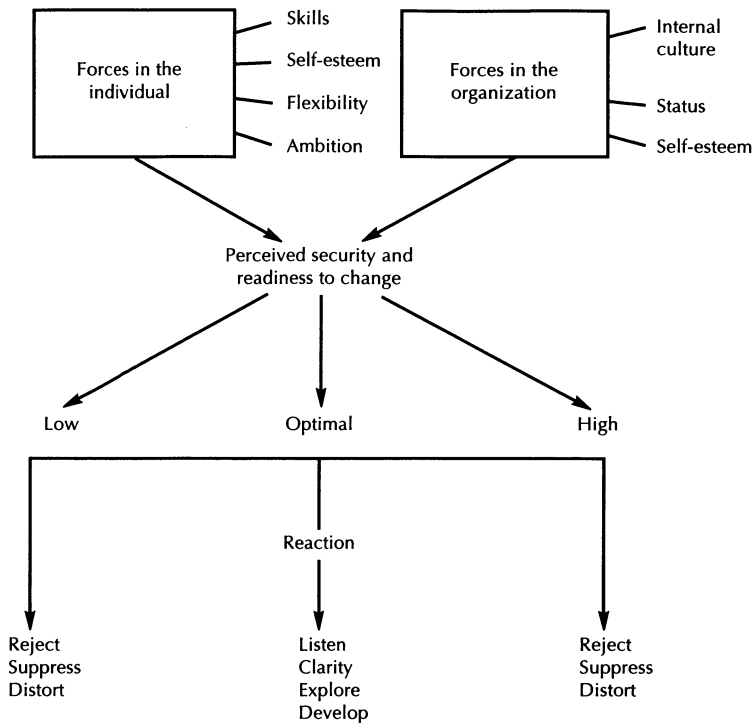 Forces in the
individual
Skills
Self-esteem
Flexibility
Ambition
Forces in the
organization
Internal
culture
Status
Self-esteem
Perceived security and
readiness to change
Low
Optimal
High
Reaction
Reject
Suppress
Distort
Listen
Clarity
Explore
Develop
Reject
Suppress
Distort